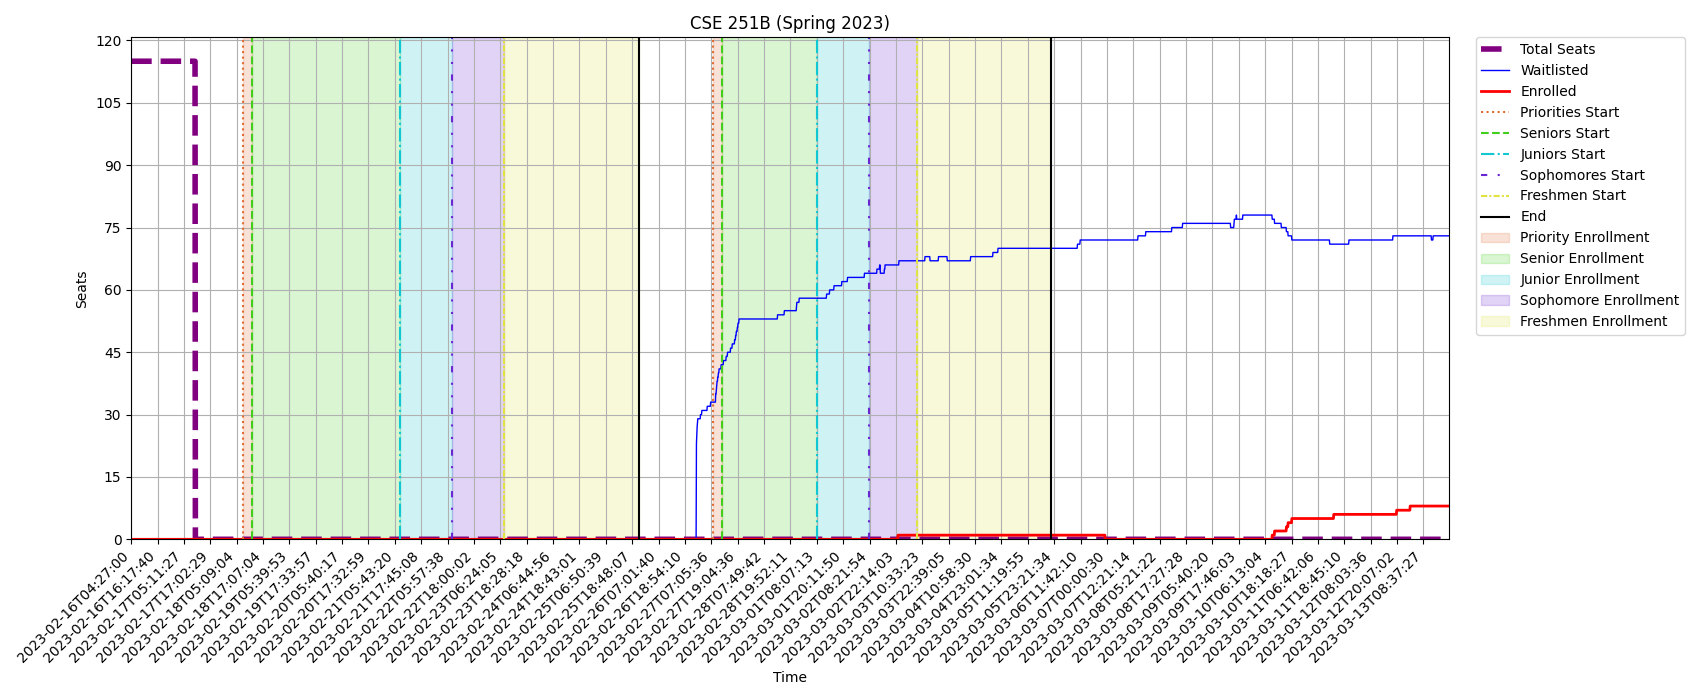 CSE 251B (Spring 2023)
120
105
90
75
60
45
30
15
0
Seats
2023-02-16T04:27:00
2023-02-16T16:17:40
2023-02-17T05:11:27
2023-02-17T17:02:29
2023-02-18T05:09:04
2023-02-18T17:07:04
2023-02-19T05:39:53
2023-02-19T17:33:57
2023-02-20T05:40:17
2023-02-20T17:32:59
2023-02-21T05:43:20
2023-02-21T17:45:08
2023-02-22T05:57:38
2023-02-22T18:00:02
2023-02-23T06:24:05
2023-02-23T18:28:18
2023-02-24T06:44:56
2023-02-24T18:43:01
2023-02-25T06:50:39
2023-02-25T18:48:07
2023-02-26T07:01:40
2023-02-26T18:54:10
2023-02-27T07:05:36
2023-02-27T19:04:36
2023-02-28T07:49:42
2023-02-28T19:52:11
2023-03-01T08:07:13
2023-03-01T20:11:50
2023-03-02T08:21:54
2023-03-02T22:14:03
2023-03-03T10:33:23
2023-03-03T22:39:05
2023-03-04T10:58:30
2023-03-04T23:01:34
2023-03-05T11:19:55
2023-03-05T23:21:34
2023-03-06T11:42:10
2023-03-07T00:00:30
2023-03-07T12:21:14
2023-03-08T05:21:22
2023-03-08T17:27:28
2023-03-09T05:40:20
2023-03-09T17:46:03
2023-03-10T06:13:04
2023-03-10T18:18:27
2023-03-11T06:42:06
2023-03-11T18:45:10
2023-03-12T08:03:36
2023-03-12T20:07:02
2023-03-13T08:37:27
Time
Total Seats
Waitlisted
Enrolled
Priorities Start
Seniors Start
Juniors Start
Sophomores Start
Freshmen Start
End
Priority Enrollment
Senior Enrollment
Junior Enrollment
Sophomore Enrollment
Freshmen Enrollment